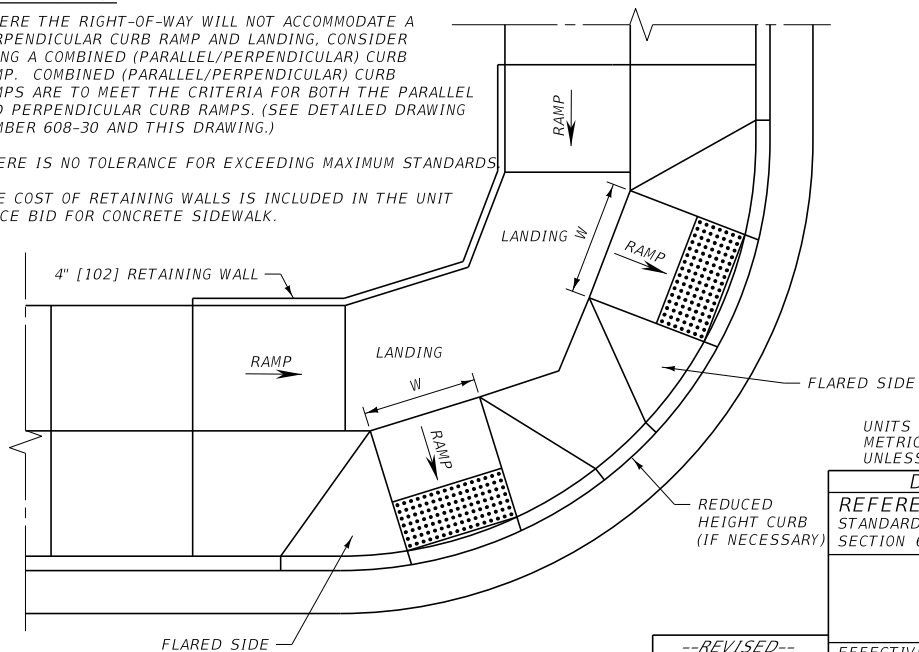 ERE THE RIGHT-OF-WAY WILL NOT ACCOMMODATE A
RPENDICULAR CURB RAMP AND LANDING, CONSIDER
NG A COMBINED (PARALLEL/PERPENDICULAR) CURB
MP. COMBINED (PARALLEL/PERPENDICULAR) CURB
MPS ARE TO MEET THE CRITERIA FOR BOTH THE PARALLEL
D PERPENDICULAR CURB RAMPS. (SEE DETAILED DRAWING
MBER 608-30 AND THIS DRAWING.)
ERE IS NO TOLERANCE FOR EXCEEDING MAXIMUM STANDARDS.
E COST OF RETAINING WALLS IS INCLUDED IN THE UNIT
ICE BID FOR CONCRETE SIDEWALK.
RAMP
LANDING
W
RAMP
4" [102] RETAINING WALL
RAMP
LANDING
W
RAMP
FLARED SIDE
UNITS
METRIC
UNLESS
REDUCED
HEIGHT CURB
(IF NECESSARY)
D
REFERE
STANDARD
SECTION 6
FLARED SIDE
--REVISED--
EFFECTIVE